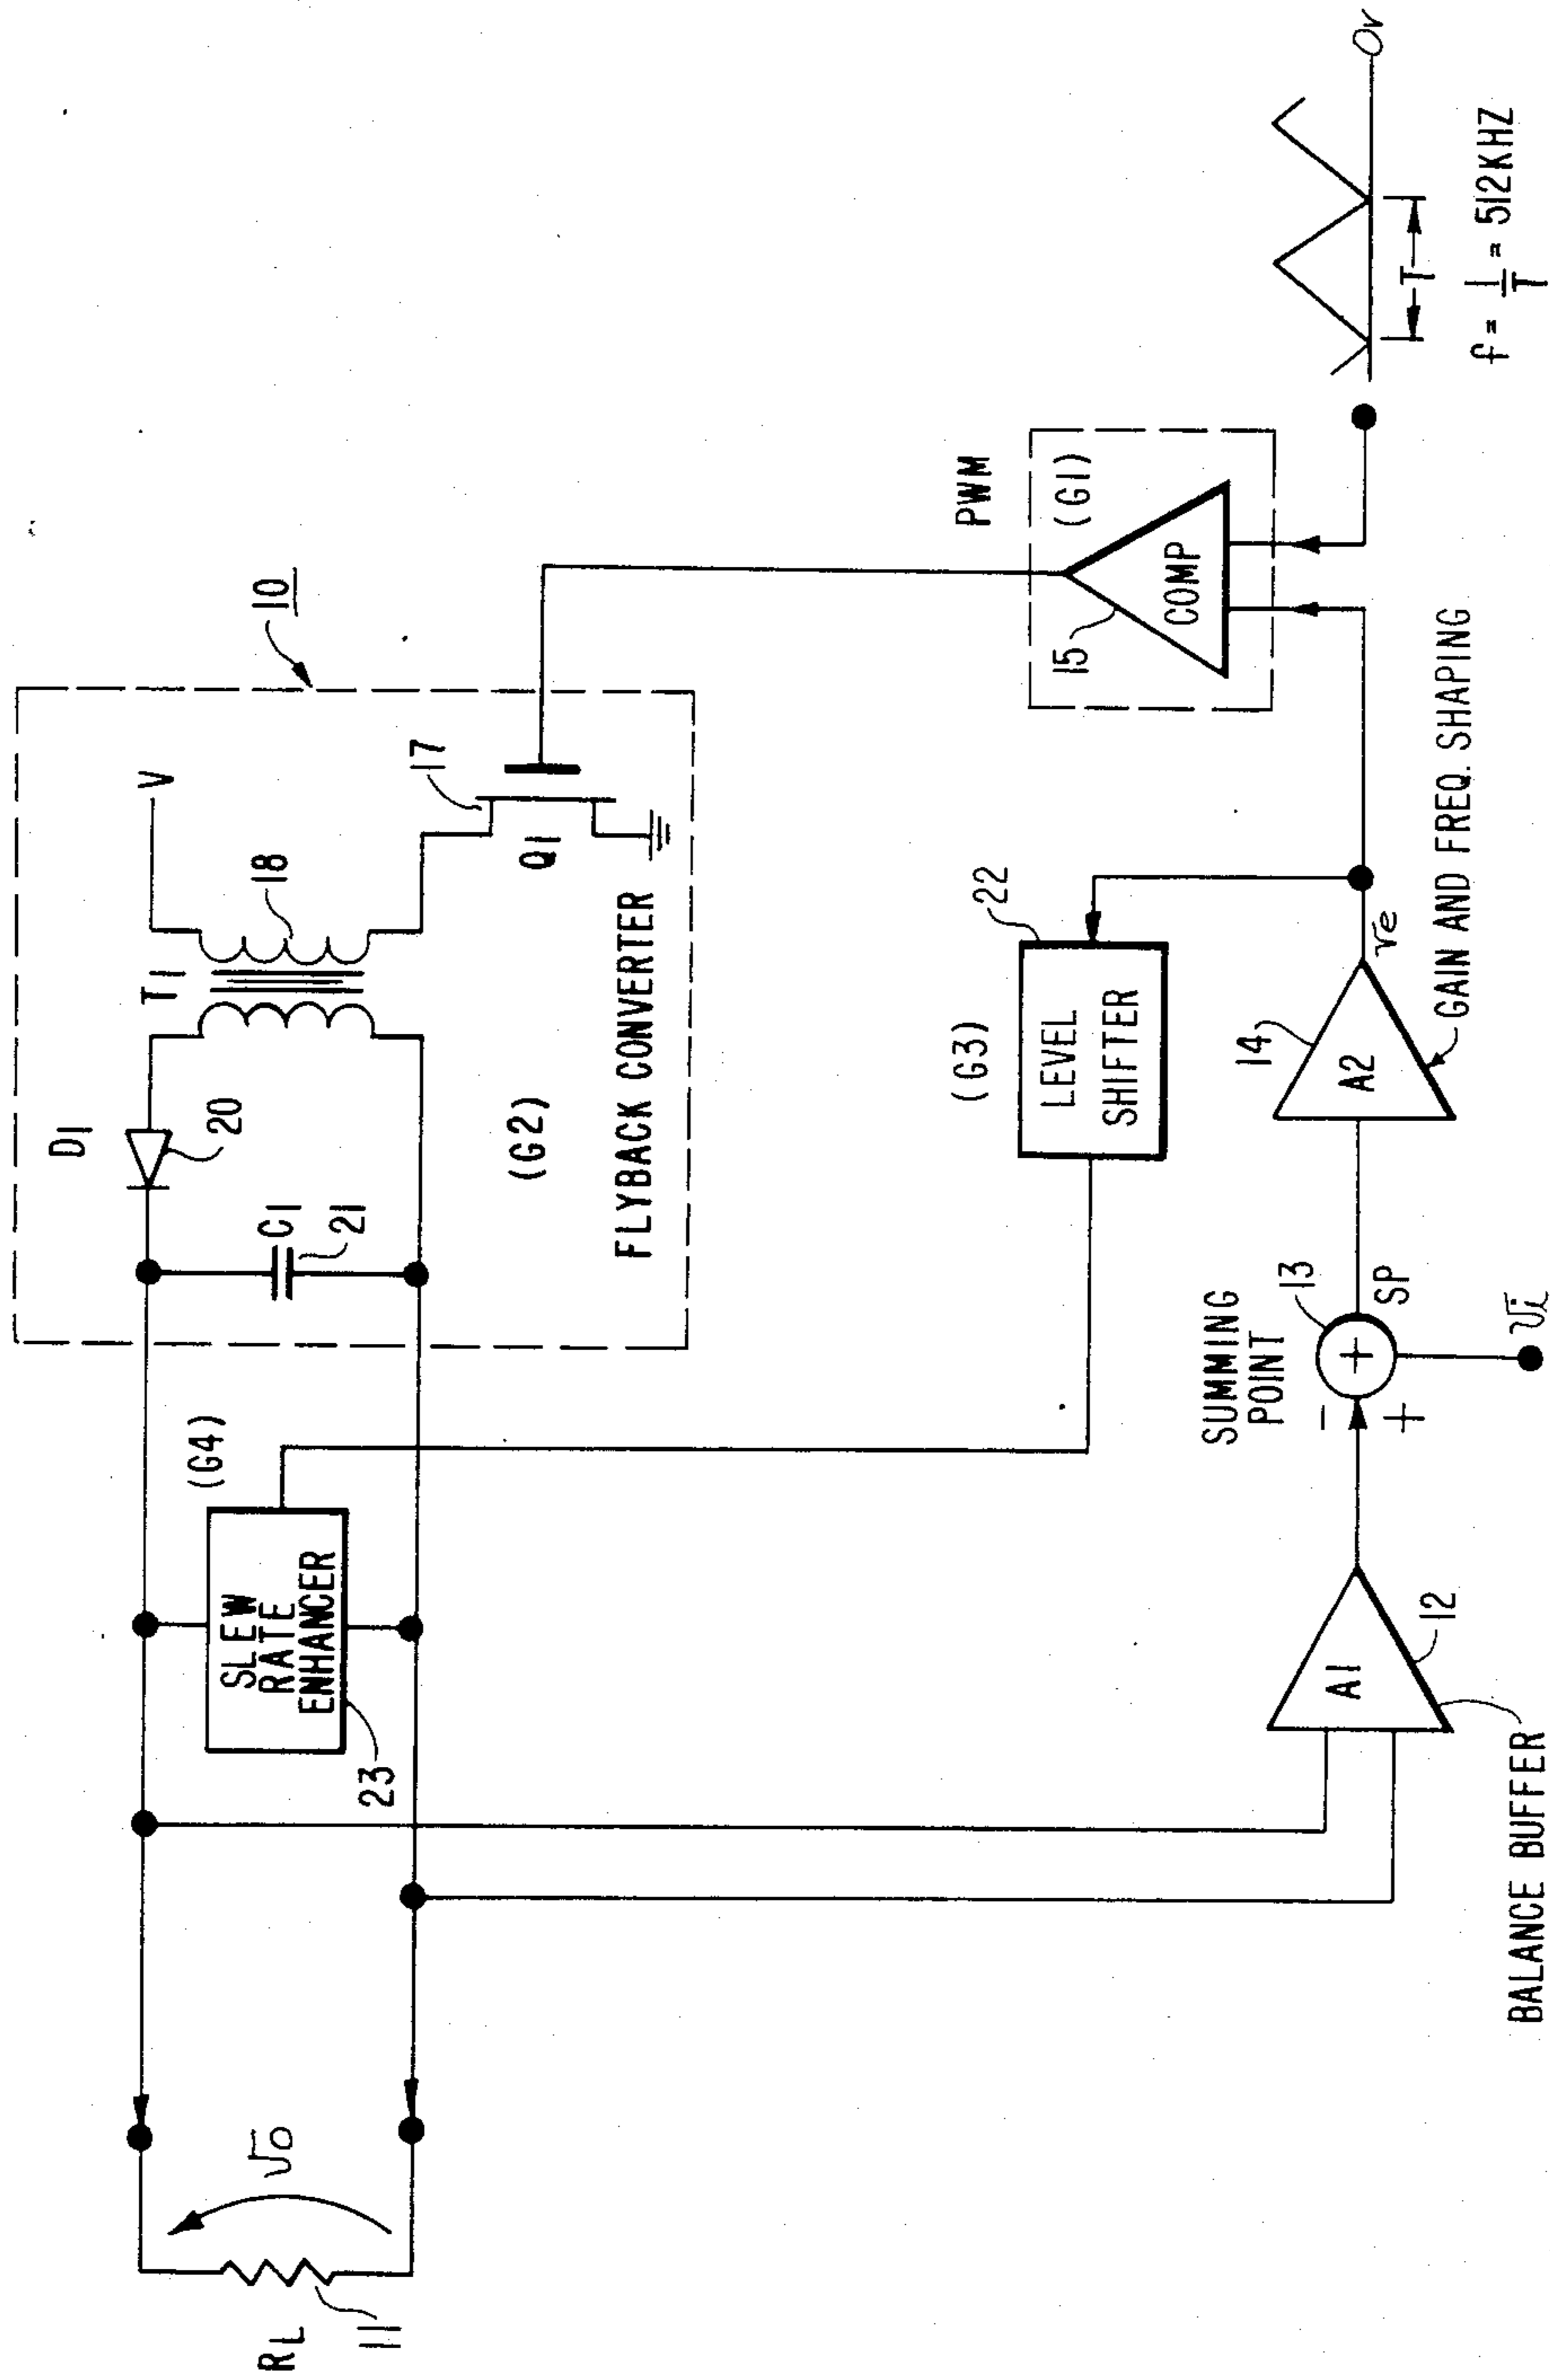 RL
11
v̄o
23
SLEW
RATE
ENHANCER
(G4)
C1
21
D1
20
T1
18
V
10
(G2)
FLYBACK CONVERTER
Q1
17
PWM
(G1)
COMP
15
(G3)
LEVEL
SHIFTER
22
BALANCE BUFFER
A1
12
SUMMING
POINT
-
+
+
13
SP
vi
A2
14
ve
GAIN AND FREQ. SHAPING
T
0v
f = 1/T = 512KHZ